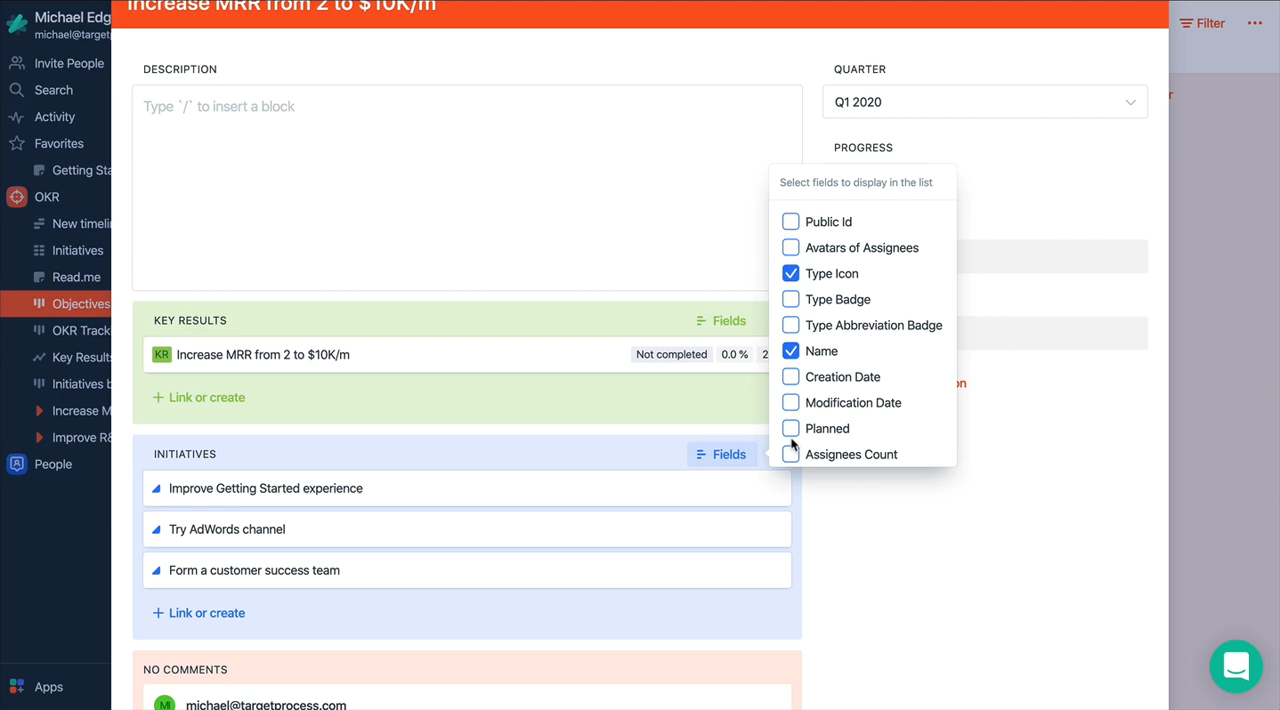 Increase MRR from 2 to $10K/m
Michael Edg
michael@target
Invite People
Search
Activity
Favorites
Getting Sta
OKR
New timeli
Initiatives
Read.me
Objectives
OKR Track
Key Results
Initiatives b
Increase M
Improve R&
People
Apps
DESCRIPTION
Type `/` to insert a block
KEY RESULTS
Fields
KR Increase MRR from 2 to $10K/m Not completed 0.0 % 2
+ Link or create
INITIATIVES
Fields
Improve Getting Started experience
Try AdWords channel
Form a customer success team
+ Link or create
NO COMMENTS
MI michael@targetprocess.com
QUARTER
Q1 2020
PROGRESS
Select fields to display in the list
Public Id
Avatars of Assignees
Type Icon
Type Badge
Type Abbreviation Badge
Name
Creation Date
Modification Date
Planned
Assignees Count
on
Filter
r